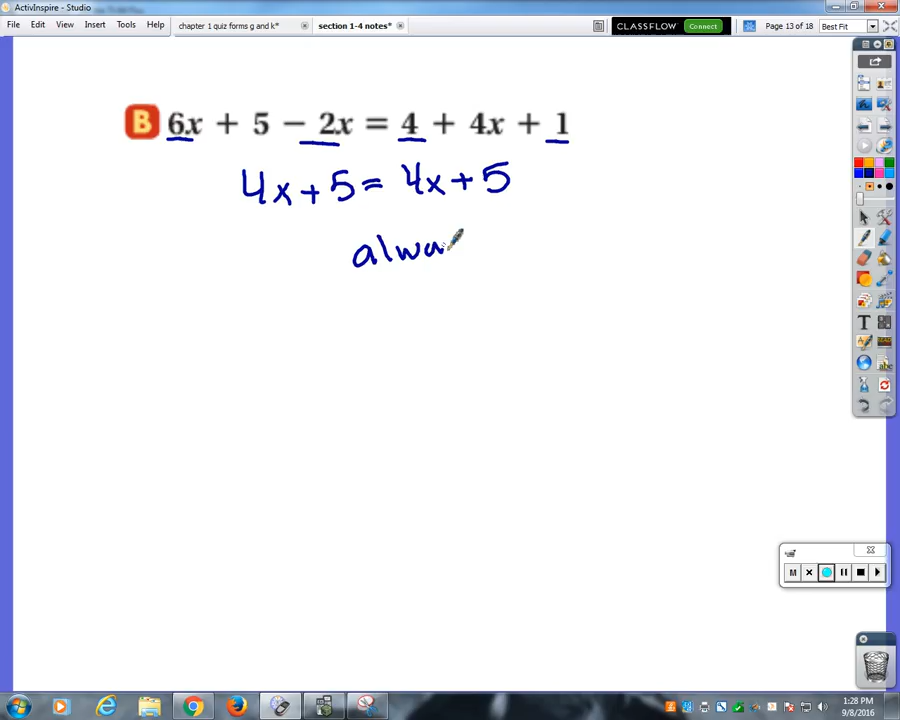 ActivInspire - Studio
File Edit View Insert Tools Help chapter 1 quiz forms g and k* section 1-4 notes* CLASSFLOW Connect Page 13 of 18 Best Fit
B 6x + 5 − 2x = 4 + 4x + 1
4x + 5 = 4x + 5
alwa
T
abc
M
1:28 PM
9/8/2016